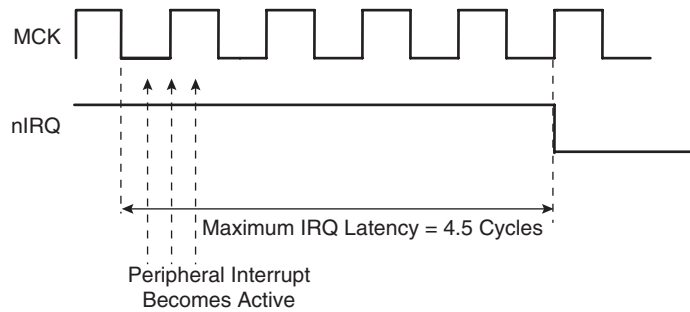 MCK
nIRQ
Maximum IRQ Latency = 4.5 Cycles
Peripheral Interrupt
Becomes Active